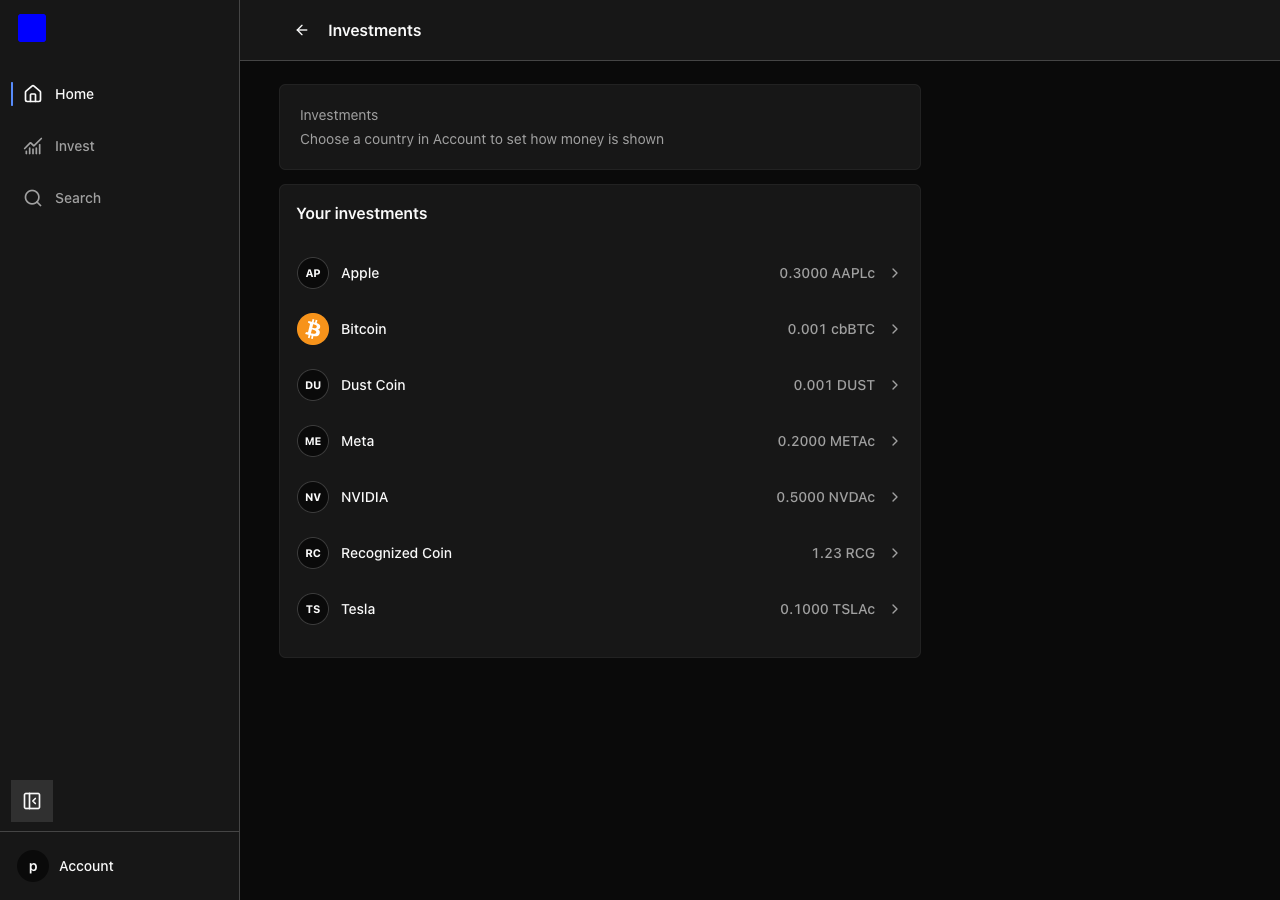 Investments
Home
Invest
Search
Investments
Choose a country in Account to set how money is shown
Your investments
AP Apple 0.3000 AAPLc
Bitcoin 0.001 cbBTC
DU Dust Coin 0.001 DUST
ME Meta 0.2000 METAc
NV NVIDIA 0.5000 NVDAc
RC Recognized Coin 1.23 RCG
TS Tesla 0.1000 TSLAc
p Account